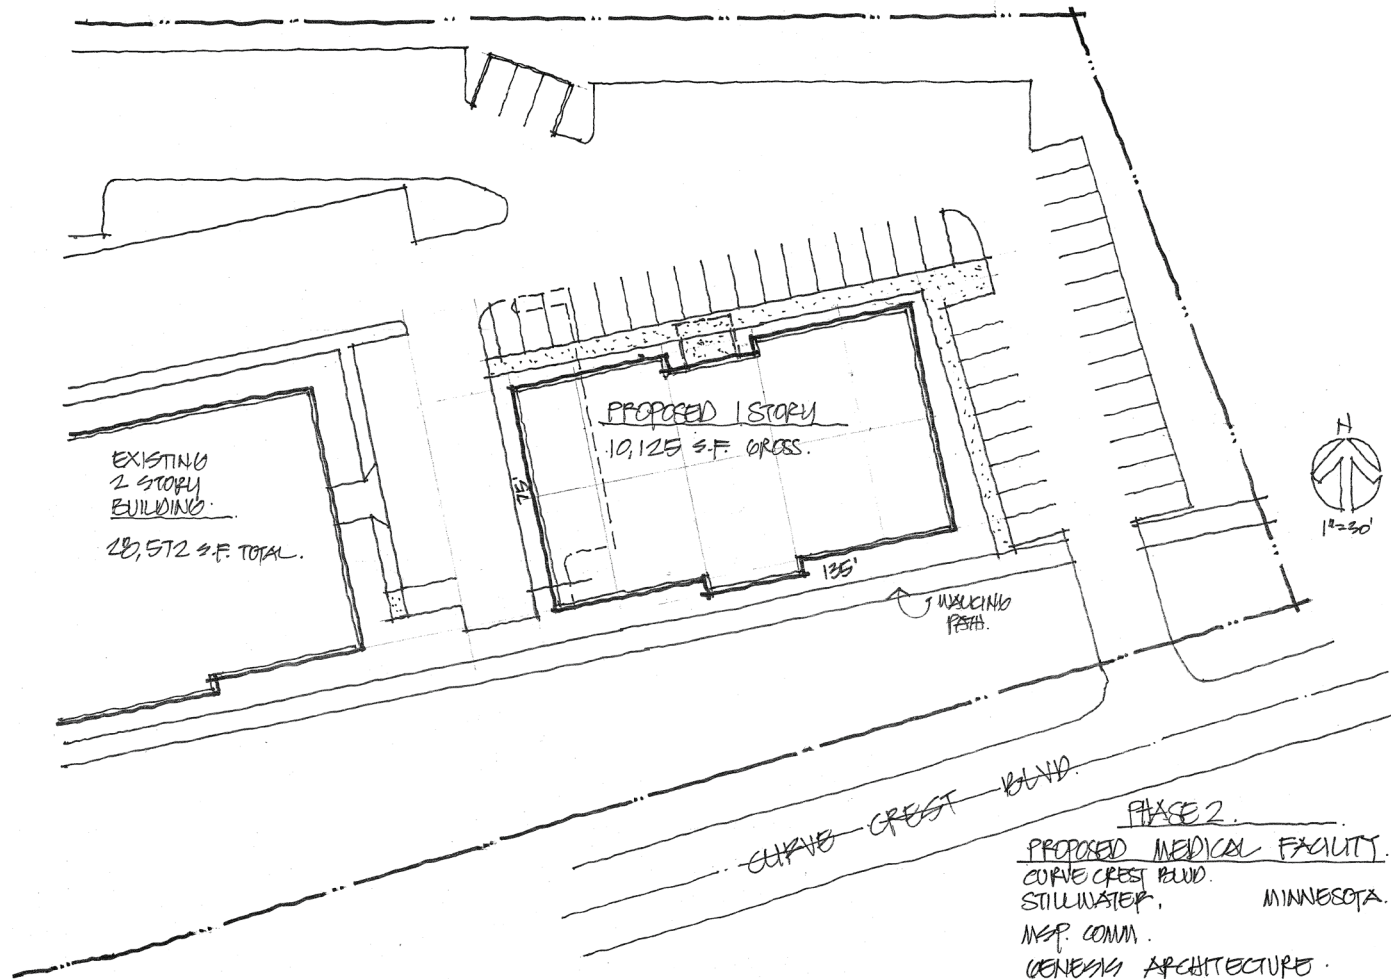 N
1"=30'
PROPOSED 1 STORY
10,125 S.F. GROSS.
EXISTING
2 STORY
BUILDING.
28,572 S.F. TOTAL.
75'
135'
WALKING
PATH.
CURVE CREST BLVD.
PHASE 2.
PROPOSED MEDICAL FACILITY.
CURVE CREST BLVD.
STILLWATER, MINNESOTA.
MSP. COMM.
GENESIS ARCHITECTURE.